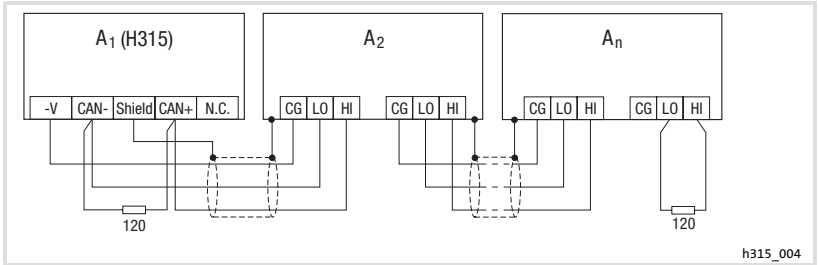 A1 (H315) A2 An
-V CAN- Shield CAN+ N.C. CG LO HI CG LO HI CG LO HI CG LO HI
120 120
h315_004